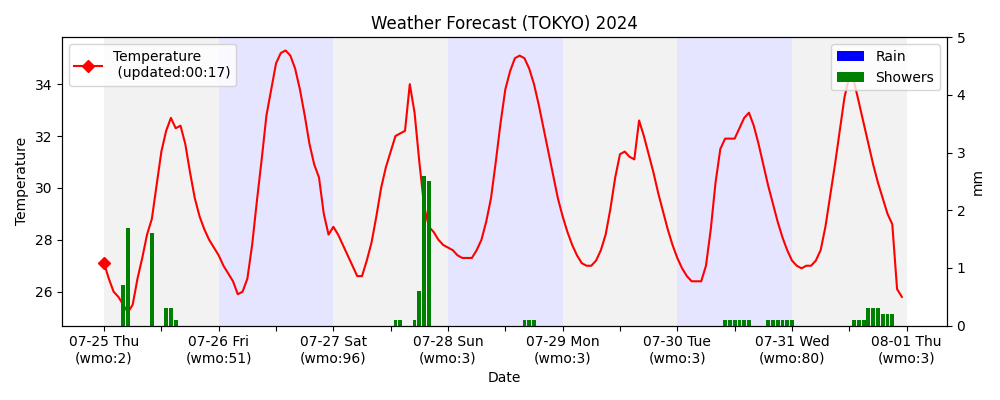 Weather Forecast (TOKYO) 2024
Temperature
(updated:00:17)
Rain
Showers
Temperature
34
32
30
28
26
5
4
3
2
1
0
mm
07-25 Thu
(wmo:2)
07-26 Fri
(wmo:51)
07-27 Sat
(wmo:96)
07-28 Sun
(wmo:3)
07-29 Mon
(wmo:3)
07-30 Tue
(wmo:3)
07-31 Wed
(wmo:80)
08-01 Thu
(wmo:3)
Date